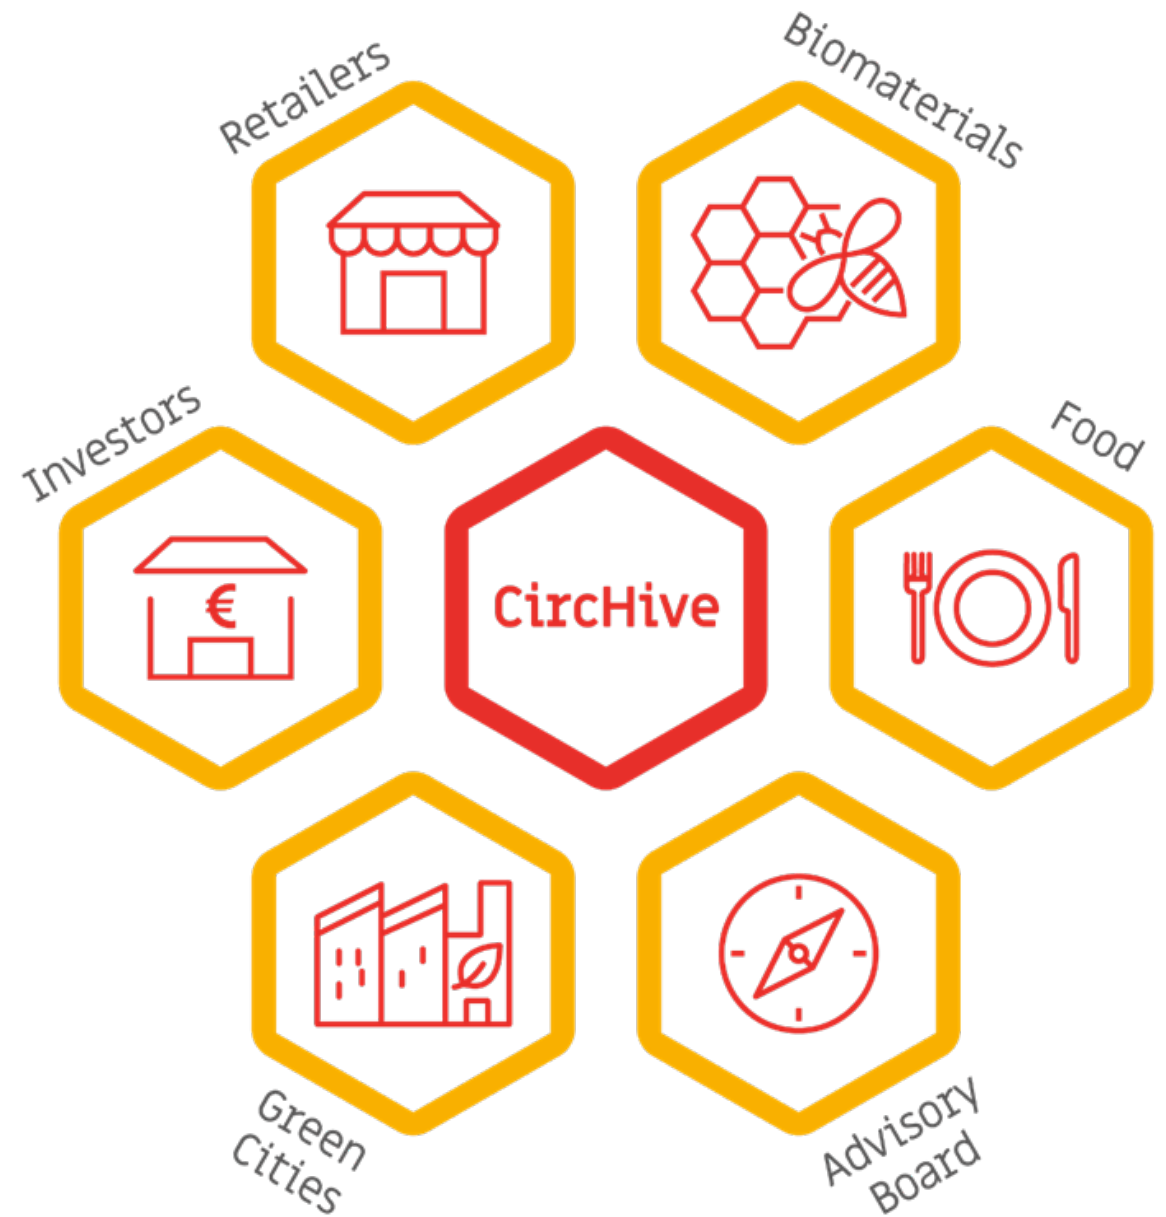 Retailers
Biomaterials
Investors
Food
€
CircHive
Green
Cities
Advisory
Board